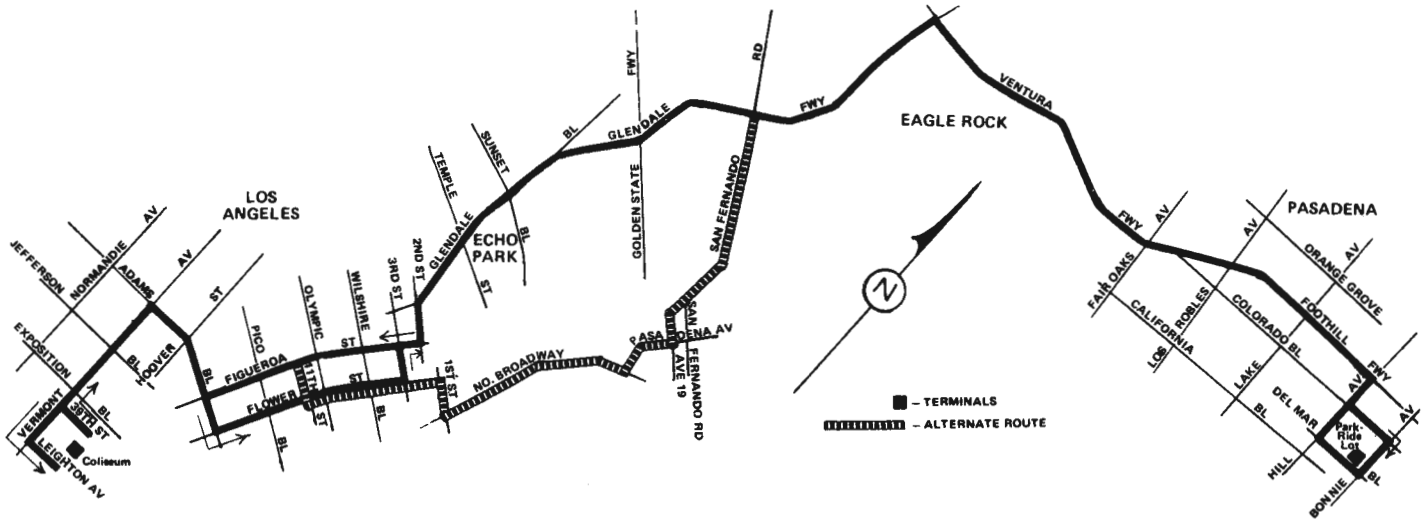 LOS
ANGELES
ECHO
PARK
EAGLE ROCK
PASADENA
JEFFERSON
BL
NORMANDIE
AV
ADAMS
BL
AV
EXPOSITION
BL
VERMONT
39TH ST
LEIGHTON AV
Coliseum
HOOVER
ST
PICO
BL
FIGUEROA
ST
FLOWER
ST
OLYMPIC
11TH
ST
WILSHIRE
BL
3RD ST
2ND ST
1ST ST
GLENDALE
BL
TEMPLE
ST
SUNSET
BL
GLENDALE
FWY
GOLDEN STATE
FWY
SAN FERNANDO
RD
NO. BROADWAY
PASADENA AV
AVE 19
SAN FERNANDO RD
VENTURA
FWY
N
FAIR OAKS
AV
CALIFORNIA
BL
LOS ROBLES
AV
COLORADO BL
ORANGE GROVE
LAKE
AV
FOOTHILL
FWY
DEL MAR
BL
HILL
AV
BONNIE
AV
Park-
Ride
Lot
– TERMINALS
– ALTERNATE ROUTE